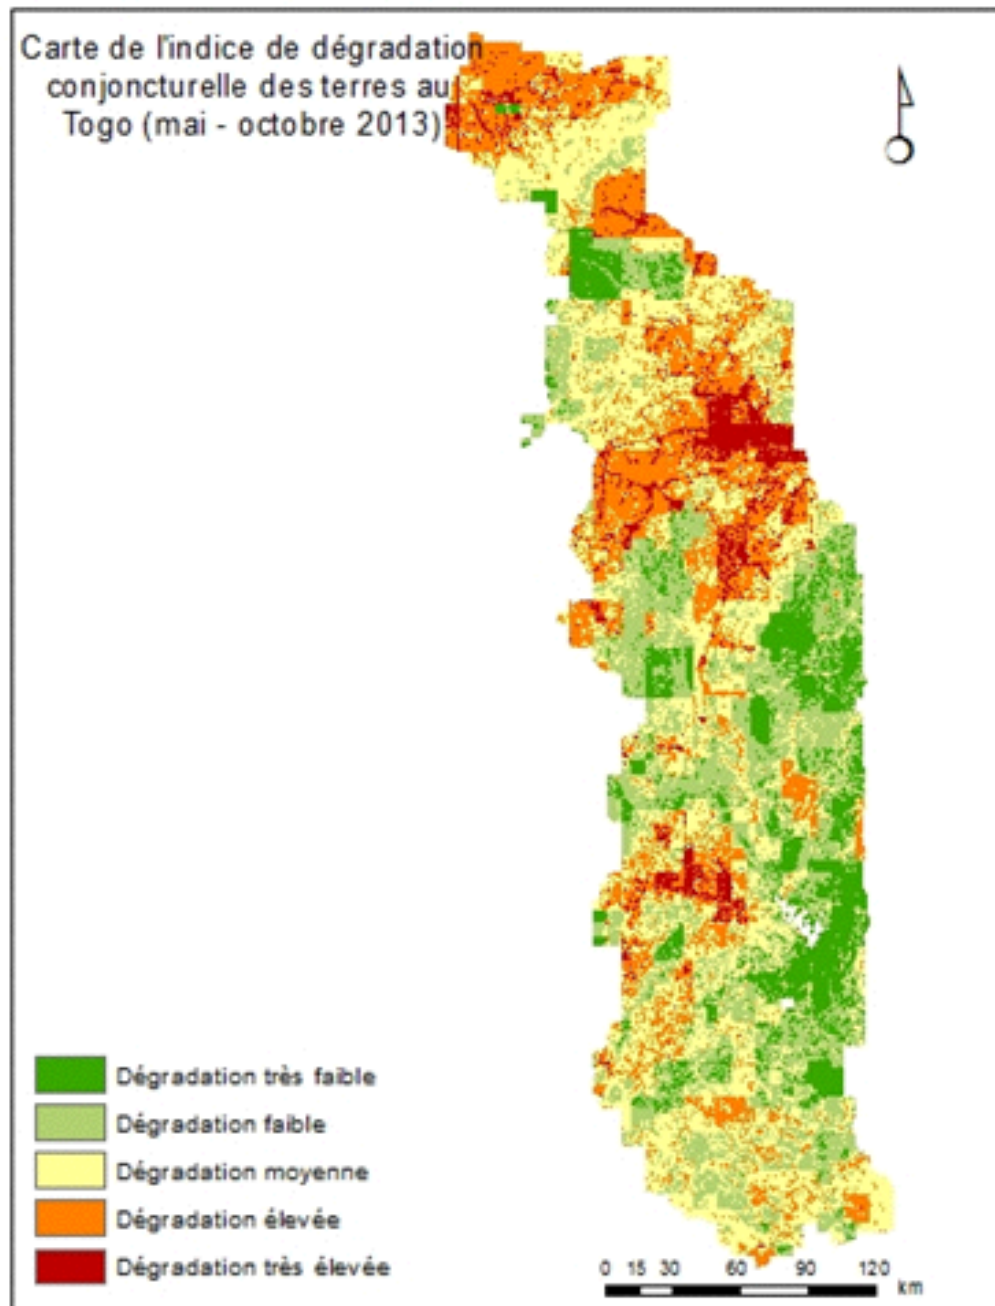 Carte de l'indice de dégradation
conjoncturelle des terres au
Togo (mai - octobre 2013)
Dégradation très faible
Dégradation faible
Dégradation moyenne
Dégradation élevée
Dégradation très élevée
0 15 30 60 90 120
km